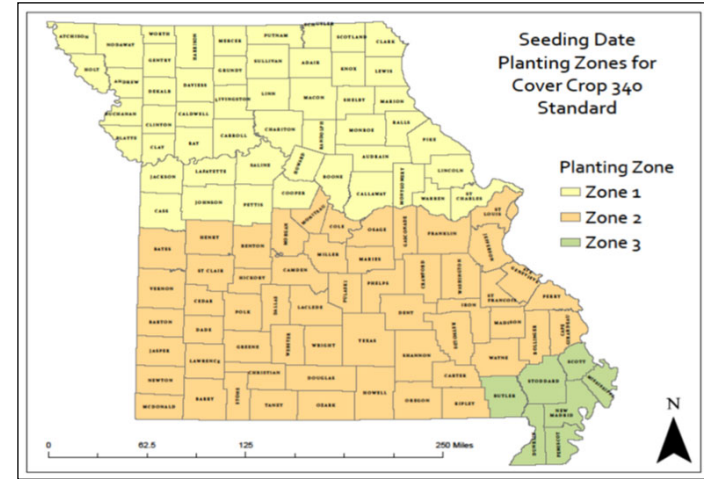 Seeding Date
Planting Zones for
Cover Crop 340
Standard
Planting Zone
Zone 1
Zone 2
Zone 3
ATCHISON
NODAWAY
WORTH
HARRISON
MERCER
PUTNAM
SCHUYLER
SCOTLAND
CLARK
HOLT
GENTRY
SULLIVAN
ADAIR
KNOX
LEWIS
ANDREW
DEKALB
DAVIESS
GRUNDY
LIVINGSTON
LINN
MACON
SHELBY
MARION
BUCHANAN
CLINTON
CALDWELL
CHARITON
RANDOLPH
MONROE
RALLS
PLATTE
CLAY
RAY
CARROLL
PIKE
AUDRAIN
JACKSON
LAFAYETTE
SALINE
HOWARD
BOONE
CALLAWAY
MONTGOMERY
LINCOLN
WARREN
ST
CHARLES
CASS
JOHNSON
PETTIS
COOPER
MONITEAU
COLE
OSAGE
GASCONADE
FRANKLIN
ST
LOUIS
JEFFERSON
BATES
HENRY
BENTON
MORGAN
MILLER
MARIES
ST CLAIR
HICKORY
CAMDEN
PULASKI
PHELPS
CRAWFORD
WASHINGTON
STE
GENEVIEVE
ST
FRANCOIS
PERRY
VERNON
CEDAR
POLK
DALLAS
LACLEDE
DENT
IRON
MADISON
BOLLINGER
CAPE
GIRARDEAU
BARTON
DADE
GREENE
WEBSTER
WRIGHT
TEXAS
SHANNON
REYNOLDS
WAYNE
JASPER
LAWRENCE
CHRISTIAN
DOUGLAS
CARTER
NEWTON
BARRY
STONE
TANEY
OZARK
HOWELL
OREGON
RIPLEY
MCDONALD
BUTLER
STODDARD
SCOTT
MISSISSIPPI
NEW
MADRID
DUNKLIN
PEMISCOT
0 62.5 125 250 Miles
N